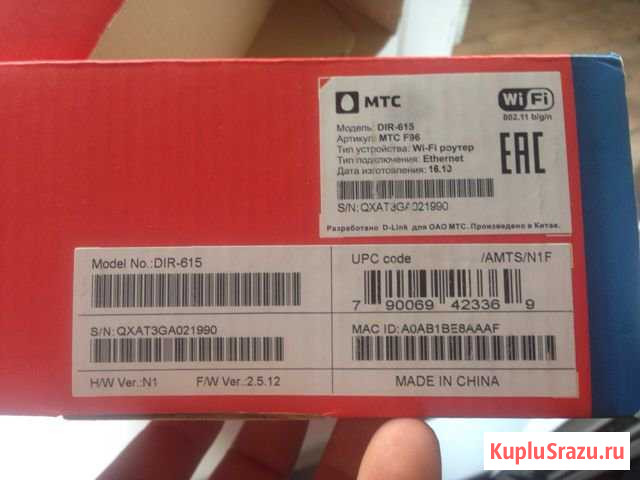 МТС
Модель: DIR-615
Артикул: МТС F96
Тип устройства: Wi-Fi роутер
Тип подключения: Ethernet
Дата изготовления: 16.13
S/N: QXAT3GA021990
Разработано D-Link для ОАО МТС. Произведено в Китае.
Wi Fi
802.11 b/g/n
EAC
Model No.:DIR-615
S/N: QXAT3GA021990
H/W Ver.:N1 F/W Ver.:2.5.12
UPC code /AMTS/N1F
7 90069 42336 9
MAC ID: A0AB1BE8AAAF
MADE IN CHINA
KupluSrazu.ru